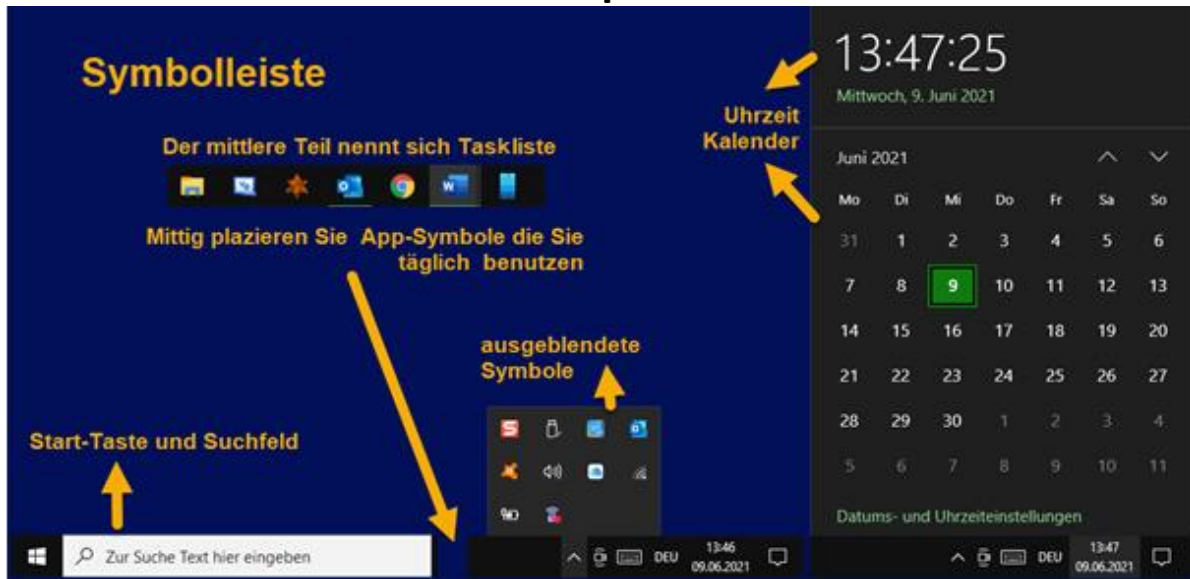 Symbolleiste
Der mittlere Teil nennt sich Taskliste
Mittig plazieren Sie App-Symbole die Sie
täglich benutzen
ausgeblendete
Symbole
Start-Taste und Suchfeld
Zur Suche Text hier eingeben
DEU
13:46
09.06.2021
Uhrzeit
Kalender
13:47:25
Mittwoch, 9. Juni 2021
Juni 2021
Mo Di Mi Do Fr Sa So
31 1 2 3 4 5 6
7 8 9 10 11 12 13
14 15 16 17 18 19 20
21 22 23 24 25 26 27
28 29 30 1 2 3 4
5 6 7 8 9 10 11
Datums- und Uhrzeiteinstellungen
DEU
13:47
09.06.2021